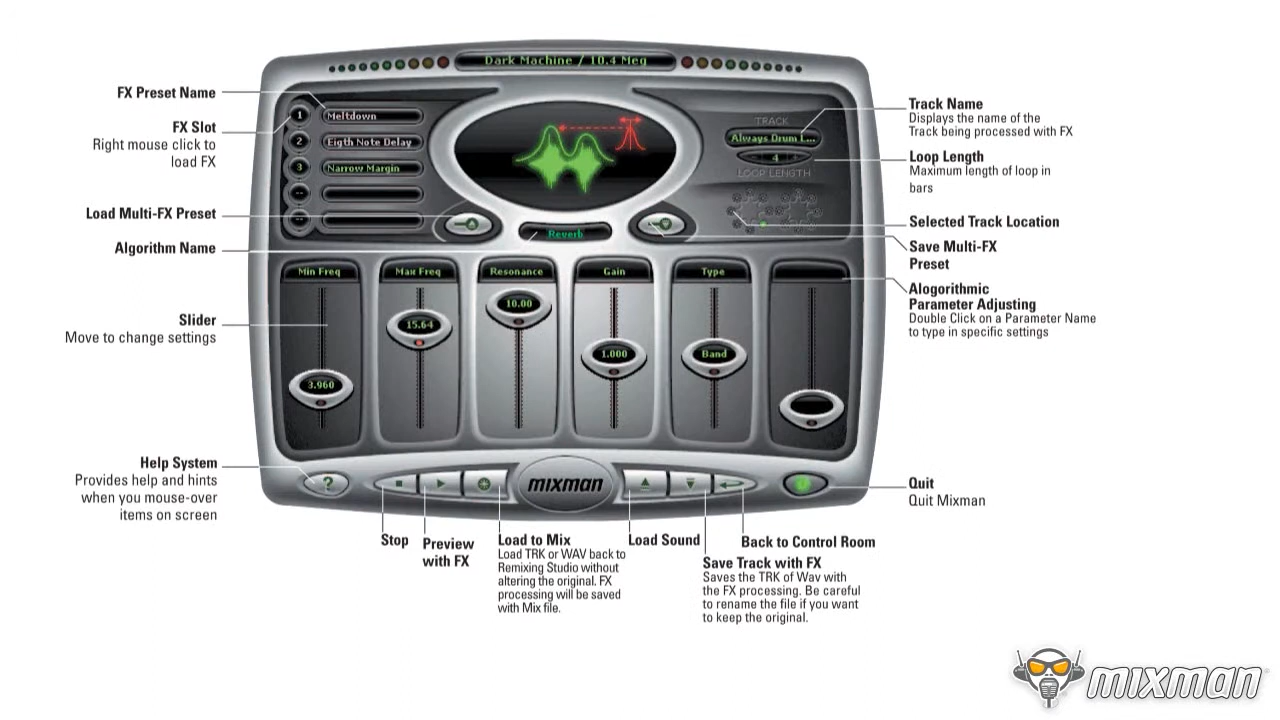 Dark Machine / 10.4 Meg
FX Preset Name
FX Slot
Right mouse click to
load FX
Load Multi-FX Preset
Algorithm Name
Slider
Move to change settings
Help System
Provides help and hints
when you mouse-over
items on screen
1
Meltdown
2
Eigth Note Delay
3
Narrow Margin
--
--
Reverb
TRACK
Always Drum I...
4
LOOP LENGTH
Track Name
Displays the name of the
Track being processed with FX
Loop Length
Maximum length of loop in
bars
Selected Track Location
Save Multi-FX
Preset
Alogorithmic
Parameter Adjusting
Double Click on a Parameter Name
to type in specific settings
Min Freq
Max Freq
Resonance
Gain
Type
3.960
15.64
10.00
1.000
Band
?
mixman
Quit
Quit Mixman
Stop
Preview
with FX
Load to Mix
Load TRK or WAV back to
Remixing Studio without
altering the original. FX
processing will be saved
with Mix file.
Load Sound
Save Track with FX
Saves the TRK of Wav with
the FX processing. Be careful
to rename the file if you want
to keep the original.
Back to Control Room
mixman